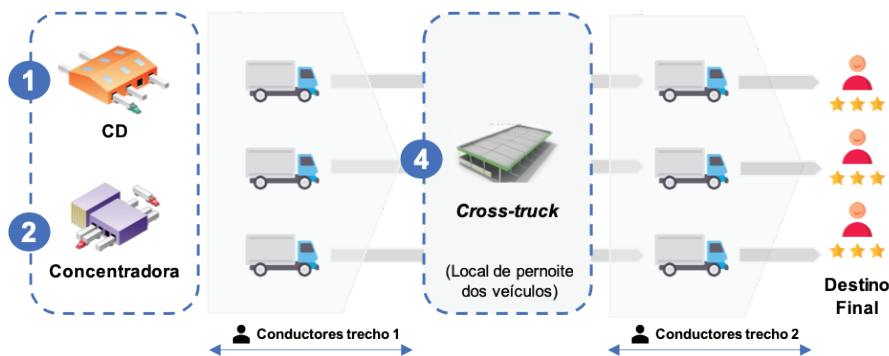 1
CD
2
Concentradora
4
Cross-truck
(Local de pernoite
dos veículos)
Destino
Final
Conductores trecho 1
Conductores trecho 2